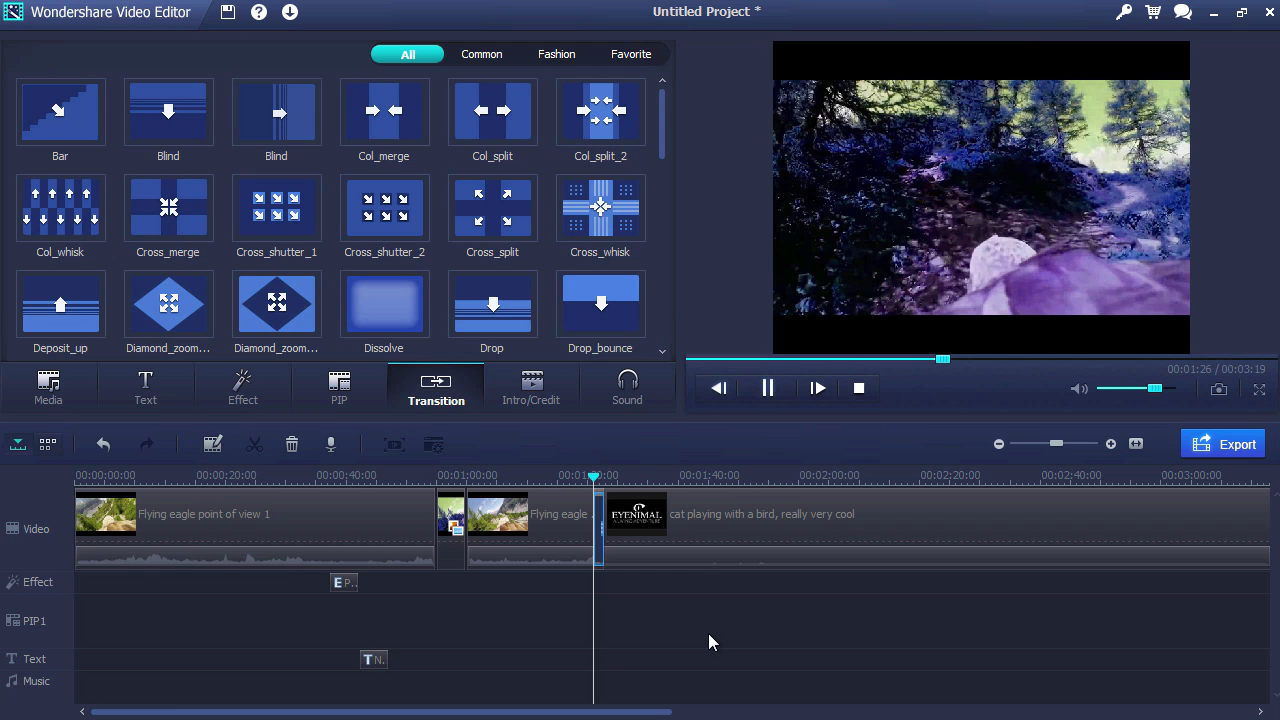 Wondershare Video Editor
Untitled Project *
All Common Fashion Favorite
Bar Blind Blind Col_merge Col_split Col_split_2
Col_whisk Cross_merge Cross_shutter_1 Cross_shutter_2 Cross_split Cross_whisk
Deposit_up Diamond_zoom... Diamond_zoom... Dissolve Drop Drop_bounce
00:01:26 / 00:03:19
Media Text Effect PIP Transition Intro/Credit Sound
Export
00:00:00:00 00:00:20:00 00:00:40:00 00:01:00:00 00:01:20:00 00:01:40:00 00:02:00:00 00:02:20:00 00:02:40:00 00:03:00:00
Video
Flying eagle point of view 1
Flying eagle ..
EYENIMAL
cat playing with a bird, really very cool
Effect
E P..
PIP1
Text
T N.
Music